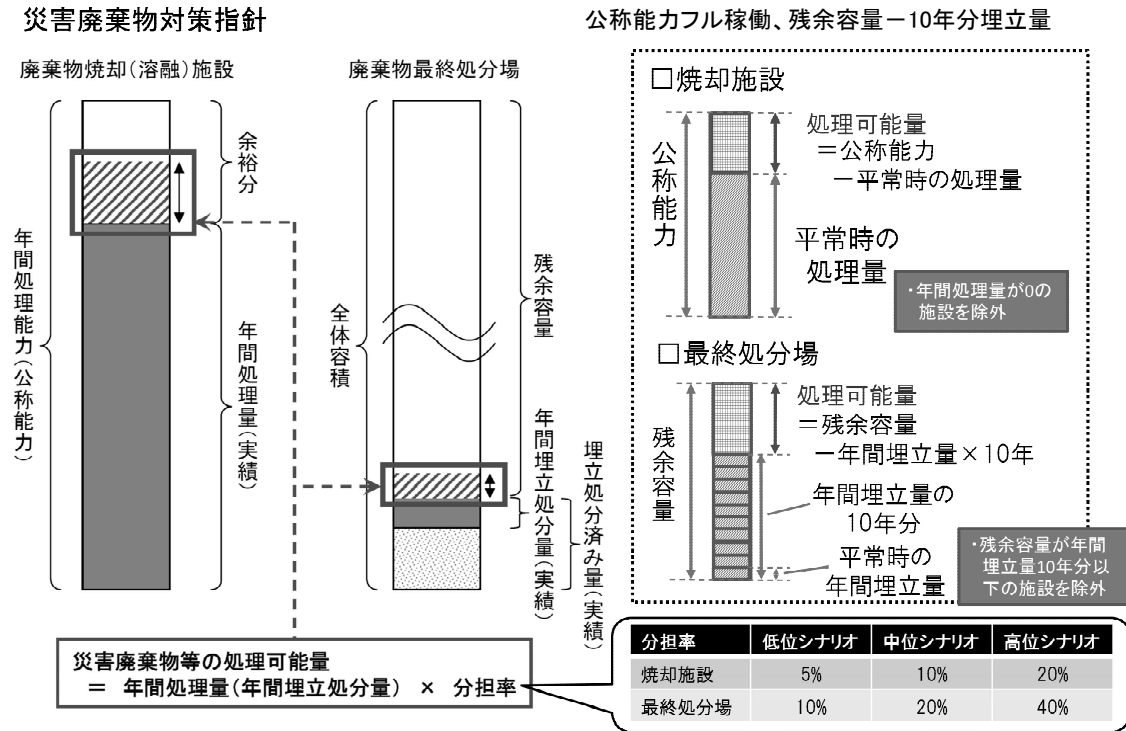 災害廃棄物対策指針
廃棄物焼却(溶融)施設
廃棄物最終処分場
年間処理能力(公称能力)
余裕分
年間処理量(実績)
全体容積
残余容量
年間埋立処分量(実績)
埋立処分済み量(実績)
災害廃棄物等の処理可能量
＝ 年間処理量(年間埋立処分量) × 分担率
公称能力フル稼働、残余容量－10年分埋立量
□焼却施設
公称能力
処理可能量
＝公称能力
－平常時の処理量
平常時の
処理量
・年間処理量が0の
施設を除外
□最終処分場
残余容量
処理可能量
＝残余容量
－年間埋立量×10年
年間埋立量の
10年分
平常時の
年間埋立量
・残余容量が年間
埋立量10年分以
下の施設を除外
分担率 低位シナリオ 中位シナリオ 高位シナリオ
焼却施設 5% 10% 20%
最終処分場 10% 20% 40%